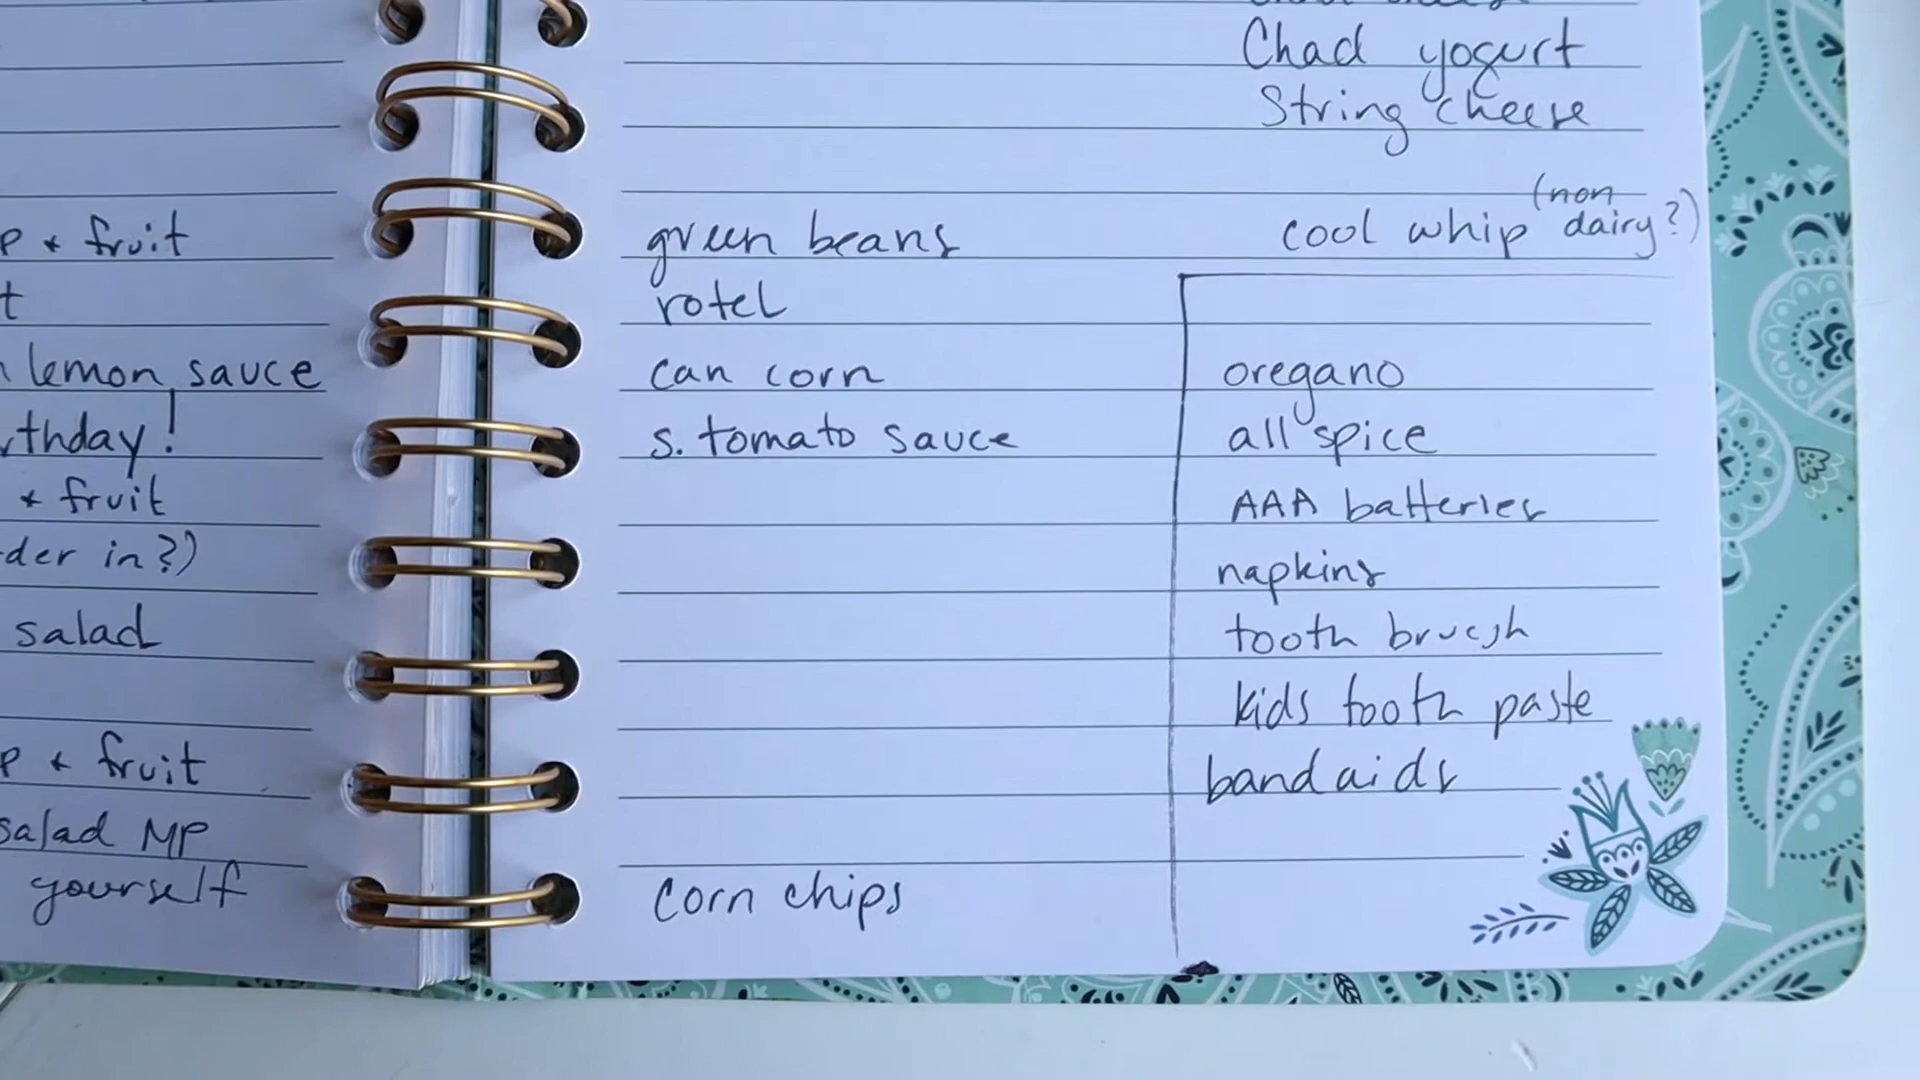 p + fruit
t
lemon sauce
rthday!
+ fruit
der in?)
salad
p + fruit
salad MP
yourself
Chad yogurt
String cheese
green beans
rotel
can corn
s. tomato sauce
corn chips
(non
cool whip dairy?)
oregano
all spice
AAA batteries
napkins
tooth brush
kids tooth paste
bandaids